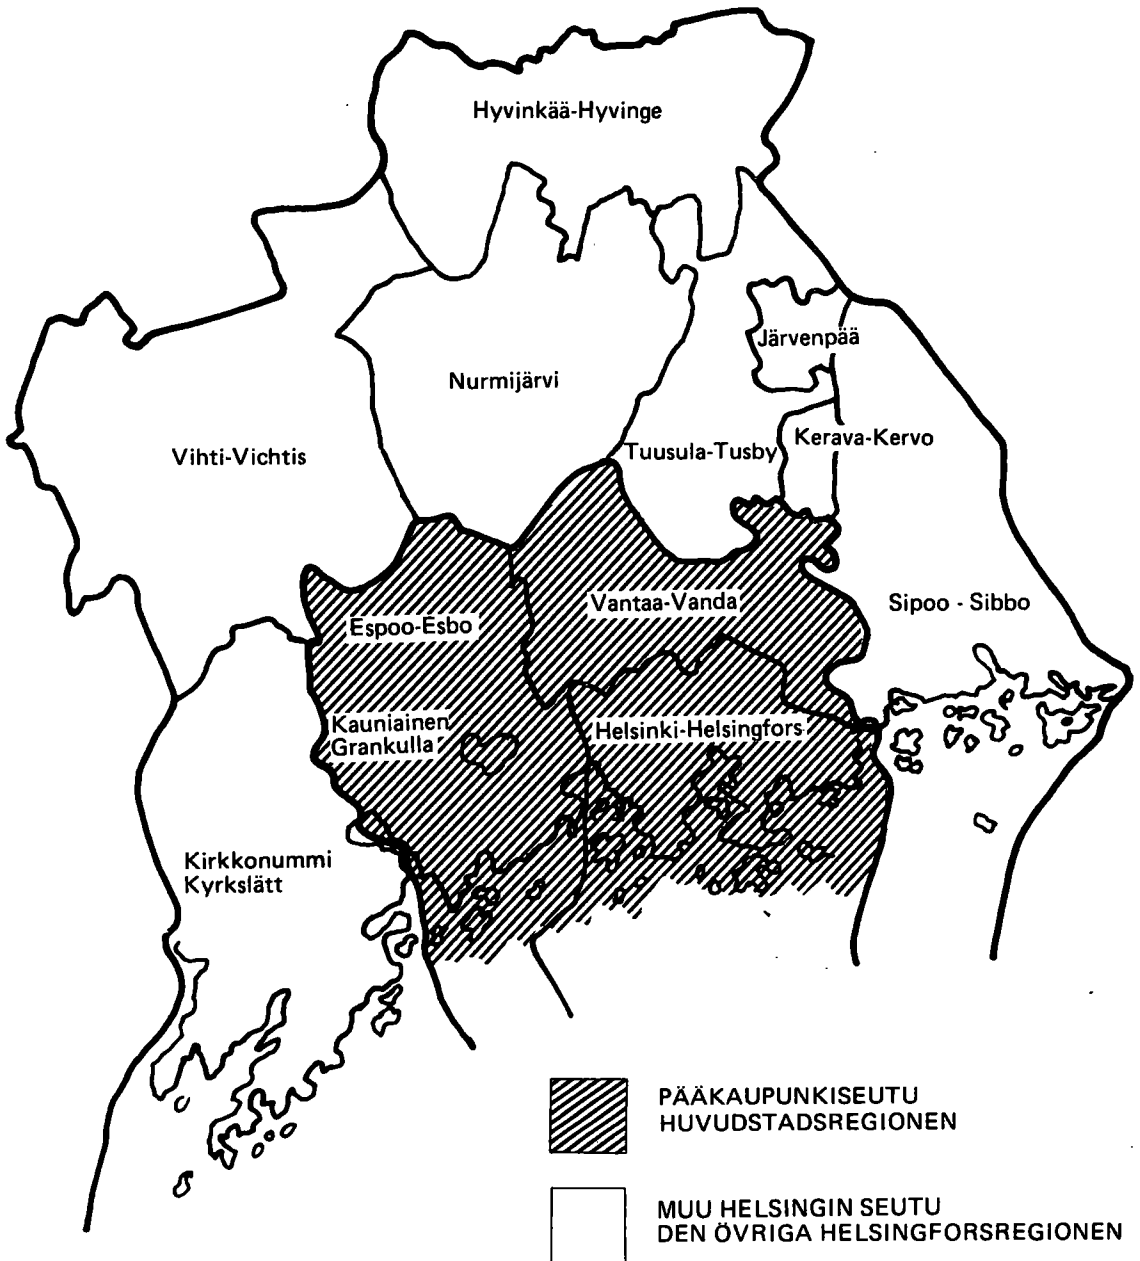 Hyvinkää-Hyvinge
Järvenpää
Nurmijärvi
Kerava-Kervo
Tuusula-Tusby
Vihti-Vichtis
Vantaa-Vanda
Sipoo - Sibbo
Espoo-Esbo
Kauniainen
Grankulla
Helsinki-Helsingfors
Kirkkonummi
Kyrkslätt
PÄÄKAUPUNKISEUTU
HUVUDSTADSREGIONEN
MUU HELSINGIN SEUTU
DEN ÖVRIGA HELSINGFORSREGIONEN